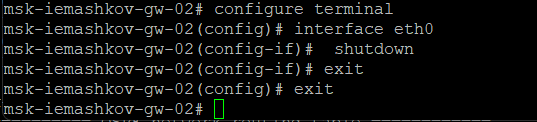 msk-iemashkov-gw-02# configure terminal
msk-iemashkov-gw-02(config)# interface eth0
msk-iemashkov-gw-02(config-if)#  shutdown
msk-iemashkov-gw-02(config-if)# exit
msk-iemashkov-gw-02(config)# exit
msk-iemashkov-gw-02#